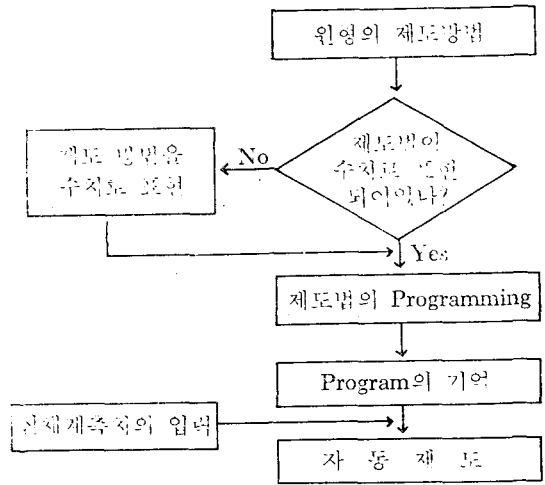 원형의 제도방법
제도법이
수치로 표현
되어있나?
No
제도 방법을
수치로 표현
Yes
제도법의 Programming
Program의 기억
신체계측치의 입력
자 동 제 도